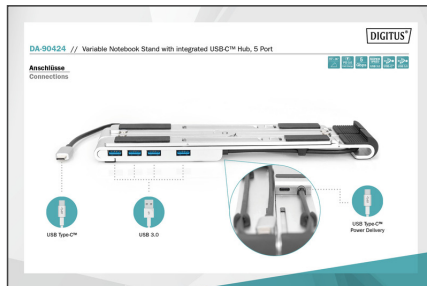 DIGITUS®
DA-90424 // Variable Notebook Stand with integrated USB-C™ Hub, 5 Port
Anschlüsse
Connections
USB Type-C™
USB 3.0
USB Type-C™
Power Delivery